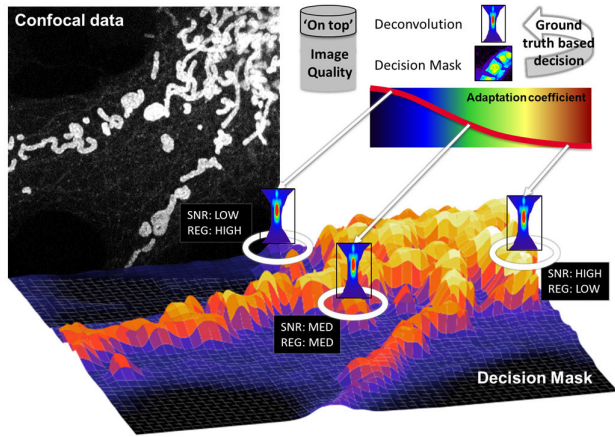 Confocal data
'On top'
Image
Quality
Deconvolution
Decision Mask
Ground
truth based
decision
Adaptation coefficient
SNR: LOW
REG: HIGH
SNR: MED
REG: MED
SNR: HIGH
REG: LOW
Decision Mask